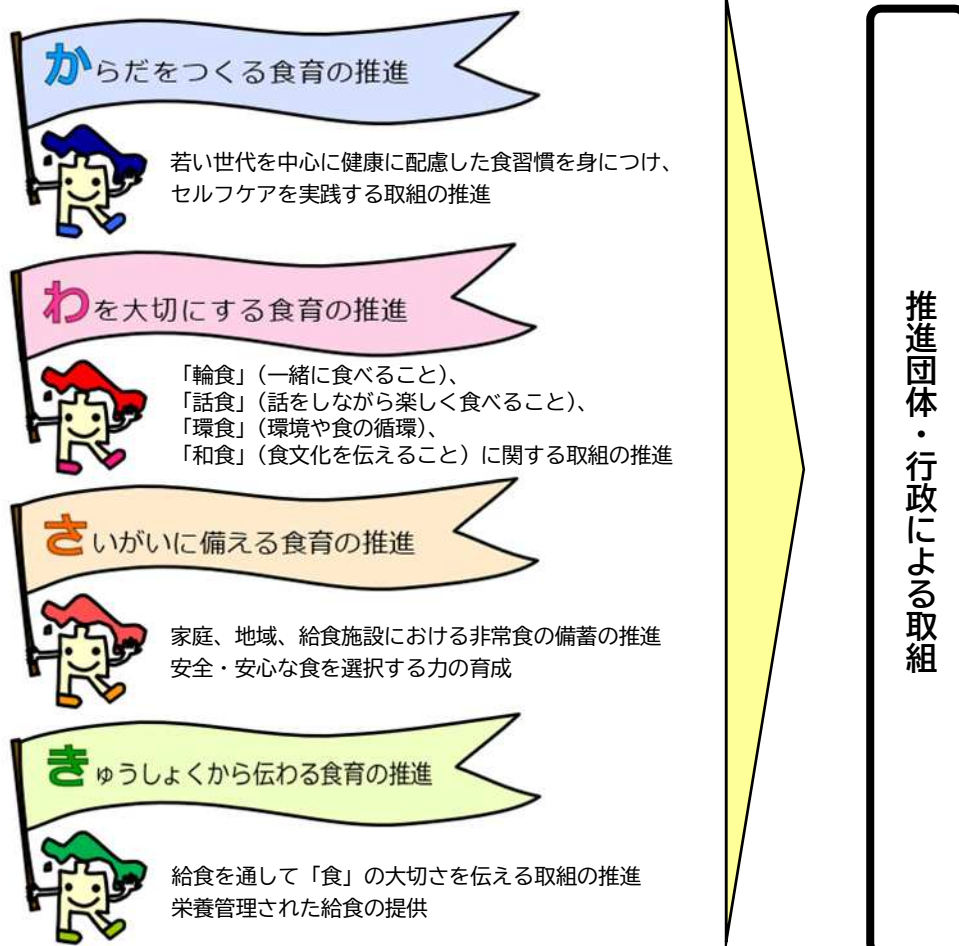 からだをつくる食育の推進
若い世代を中心に健康に配慮した食習慣を身につけ、
セルフケアを実践する取組の推進
わを大切にする食育の推進
「輪食」(一緒に食べること)、
「話食」(話をしながら楽しく食べること)、
「環食」(環境や食の循環)、
「和食」(食文化を伝えること)に関する取組の推進
さいがいに備える食育の推進
家庭、地域、給食施設における非常食の備蓄の推進
安全・安心な食を選択する力の育成
きゅうしょくから伝わる食育の推進
給食を通して「食」の大切さを伝える取組の推進
栄養管理された給食の提供
推進団体・行政による取組